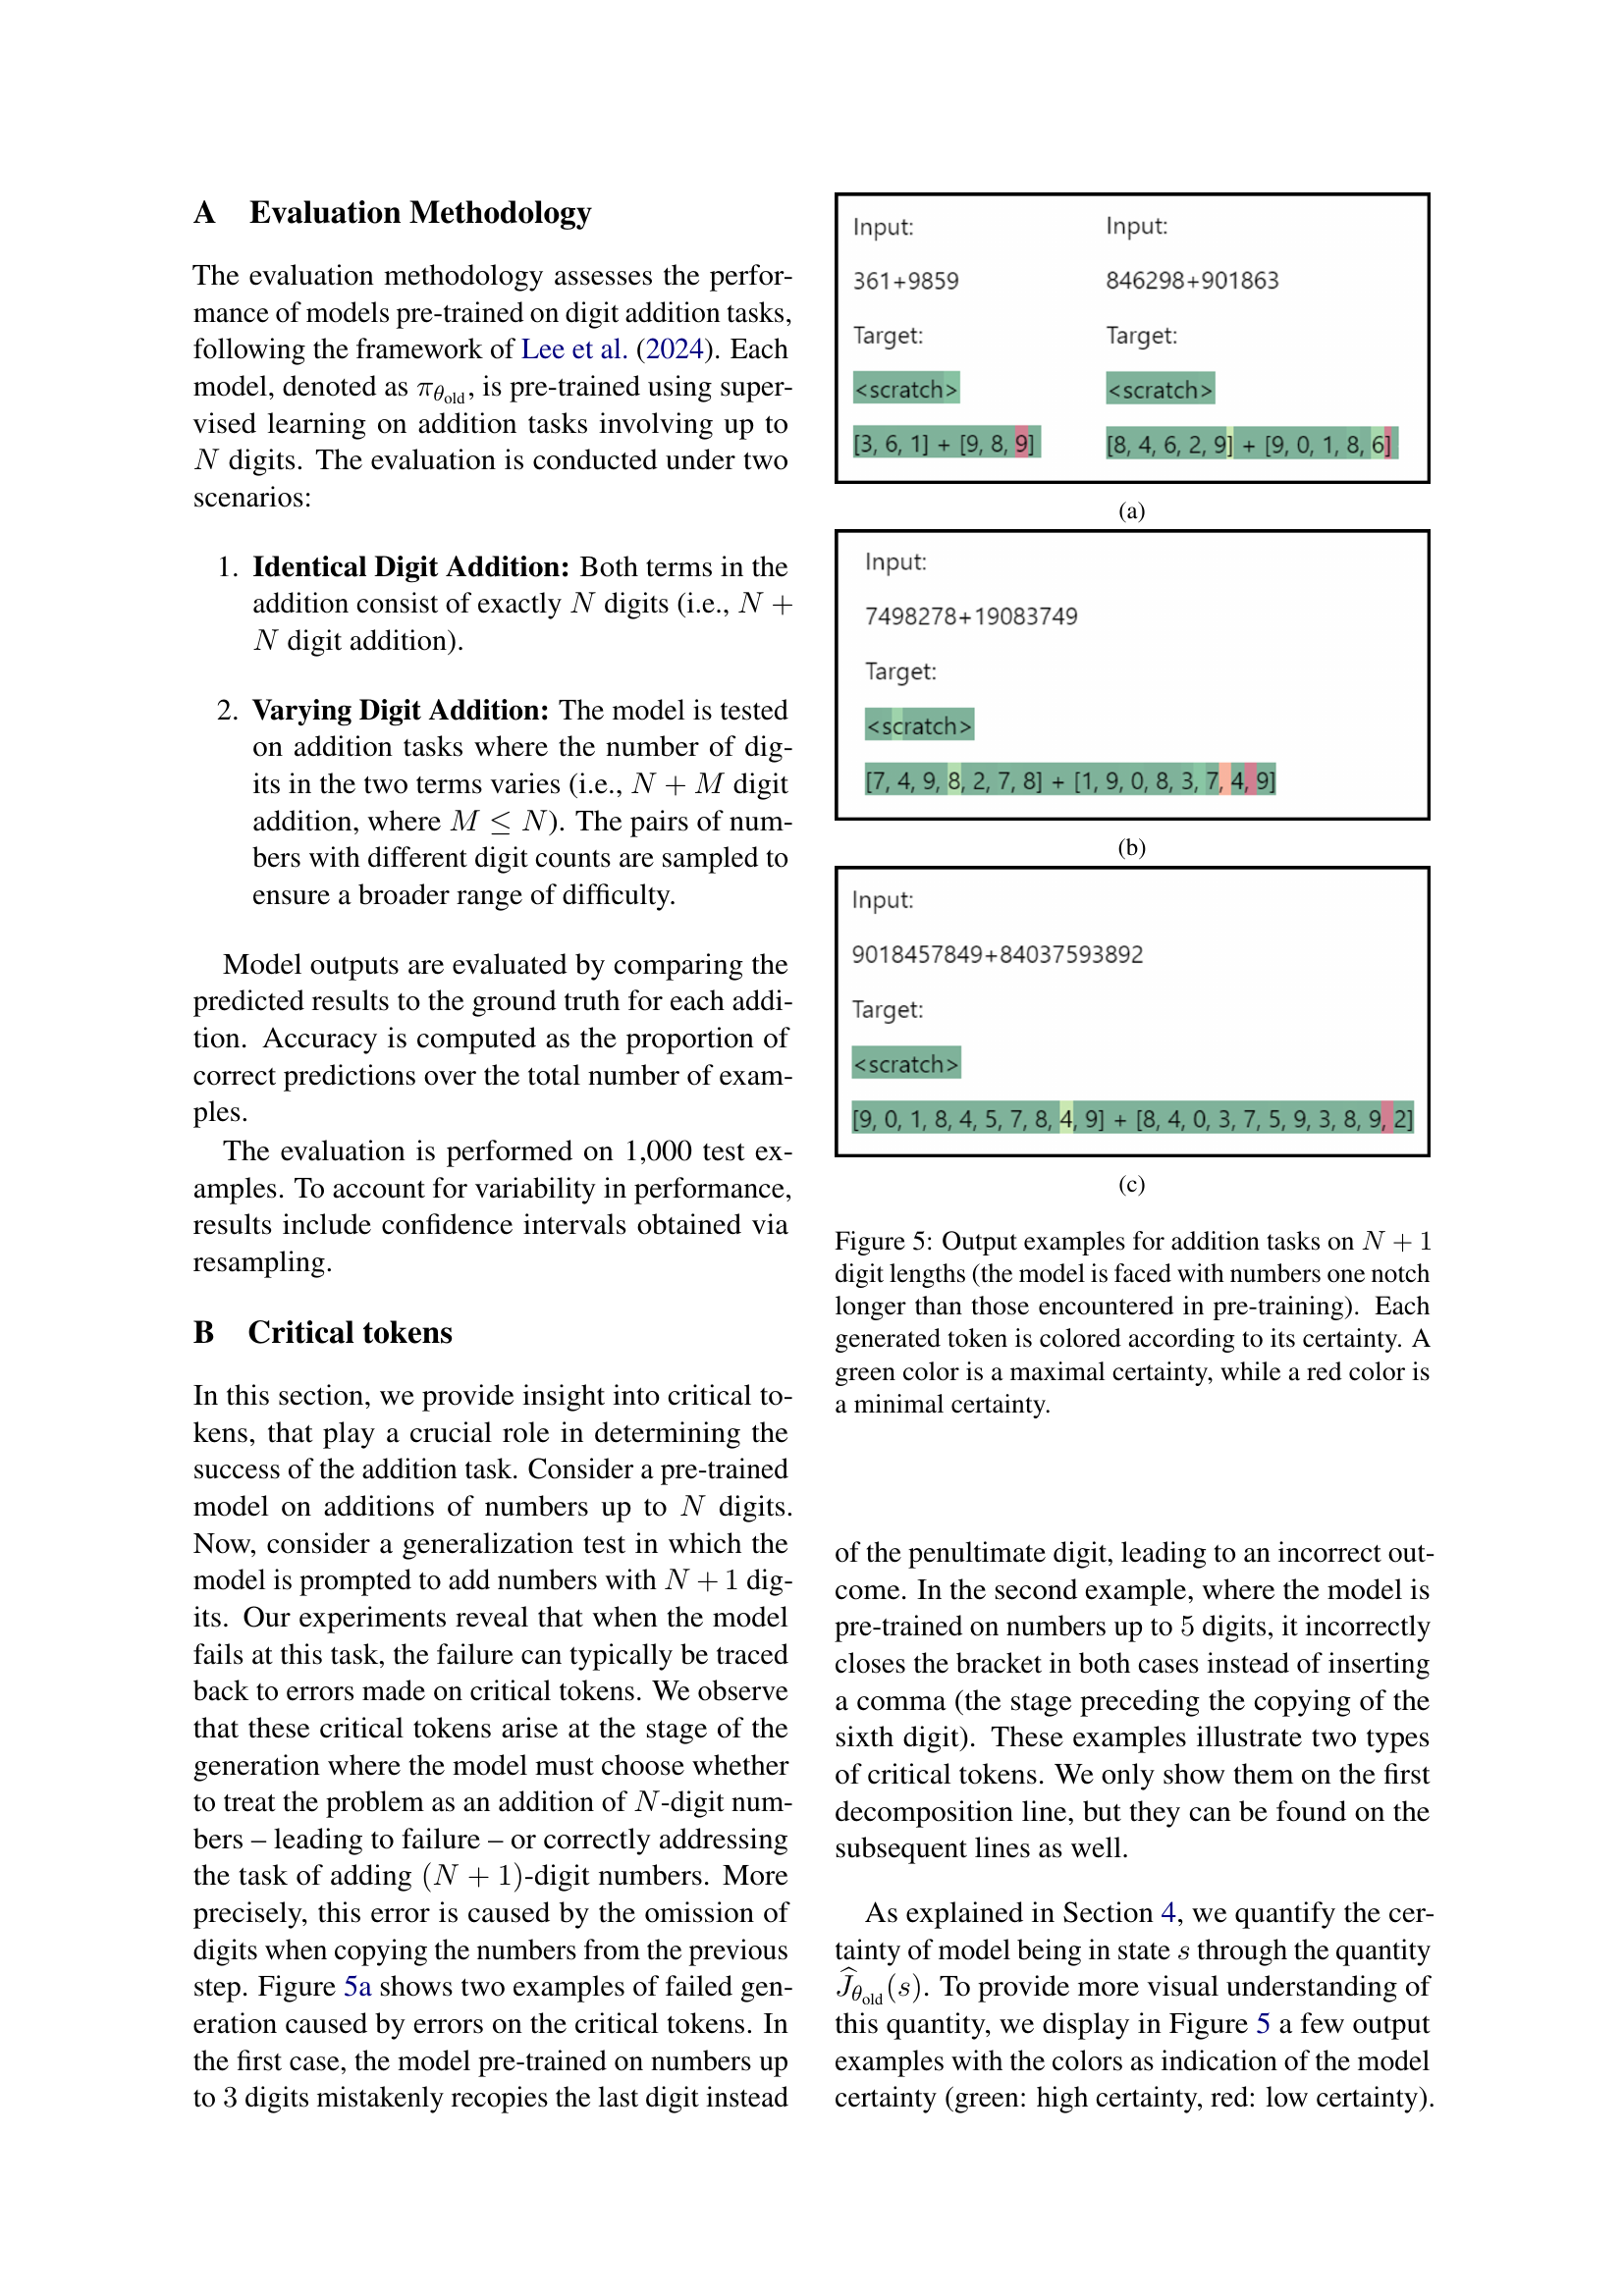 A Evaluation Methodology
The evaluation methodology assesses the perfor-
mance of models pre-trained on digit addition tasks,
following the framework of Lee et al. (2024). Each
model, denoted as π_θold, is pre-trained using super-
vised learning on addition tasks involving up to
N digits. The evaluation is conducted under two
scenarios:
1. Identical Digit Addition: Both terms in the
addition consist of exactly N digits (i.e., N +
N digit addition).
2. Varying Digit Addition: The model is tested
on addition tasks where the number of dig-
its in the two terms varies (i.e., N + M digit
addition, where M ≤ N). The pairs of num-
bers with different digit counts are sampled to
ensure a broader range of difficulty.
Model outputs are evaluated by comparing the
predicted results to the ground truth for each addi-
tion. Accuracy is computed as the proportion of
correct predictions over the total number of exam-
ples.
The evaluation is performed on 1,000 test ex-
amples. To account for variability in performance,
results include confidence intervals obtained via
resampling.
B Critical tokens
In this section, we provide insight into critical to-
kens, that play a crucial role in determining the
success of the addition task. Consider a pre-trained
model on additions of numbers up to N digits.
Now, consider a generalization test in which the
model is prompted to add numbers with N + 1 dig-
its. Our experiments reveal that when the model
fails at this task, the failure can typically be traced
back to errors made on critical tokens. We observe
that these critical tokens arise at the stage of the
generation where the model must choose whether
to treat the problem as an addition of N-digit num-
bers – leading to failure – or correctly addressing
the task of adding (N + 1)-digit numbers. More
precisely, this error is caused by the omission of
digits when copying the numbers from the previous
step. Figure 5a shows two examples of failed gen-
eration caused by errors on the critical tokens. In
the first case, the model pre-trained on numbers up
to 3 digits mistakenly recopies the last digit instead
Input:
361+9859
Target:
<scratch>
[3, 6, 1] + [9, 8, 9]
Input:
846298+901863
Target:
<scratch>
[8, 4, 6, 2, 9] + [9, 0, 1, 8, 6]
(a)
Input:
7498278+19083749
Target:
<scratch>
[7, 4, 9, 8, 2, 7, 8] + [1, 9, 0, 8, 3, 7, 4, 9]
(b)
Input:
9018457849+84037593892
Target:
<scratch>
[9, 0, 1, 8, 4, 5, 7, 8, 4, 9] + [8, 4, 0, 3, 7, 5, 9, 3, 8, 9, 2]
(c)
Figure 5: Output examples for addition tasks on N + 1
digit lengths (the model is faced with numbers one notch
longer than those encountered in pre-training). Each
generated token is colored according to its certainty. A
green color is a maximal certainty, while a red color is
a minimal certainty.
of the penultimate digit, leading to an incorrect out-
come. In the second example, where the model is
pre-trained on numbers up to 5 digits, it incorrectly
closes the bracket in both cases instead of inserting
a comma (the stage preceding the copying of the
sixth digit). These examples illustrate two types
of critical tokens. We only show them on the first
decomposition line, but they can be found on the
subsequent lines as well.
As explained in Section 4, we quantify the cer-
tainty of model being in state s through the quantity
Ĵ_θold(s). To provide more visual understanding of
this quantity, we display in Figure 5 a few output
examples with the colors as indication of the model
certainty (green: high certainty, red: low certainty).